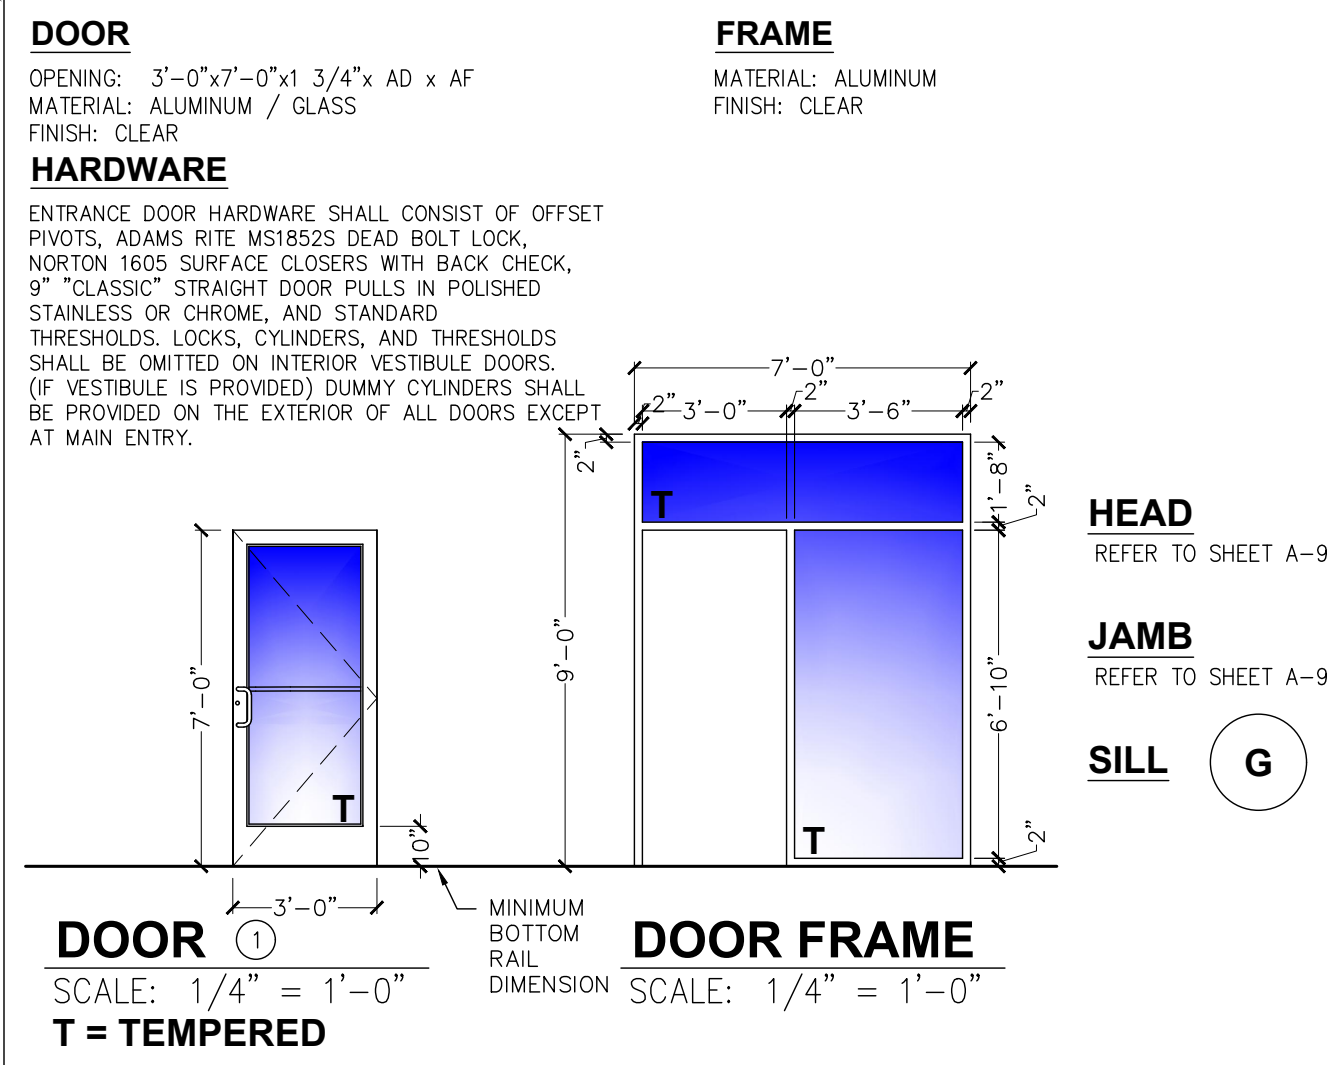 DOOR
OPENING: 3'-0"x7'-0"x1 3/4"x AD x AF
MATERIAL: ALUMINUM / GLASS
FINISH: CLEAR
HARDWARE
ENTRANCE DOOR HARDWARE SHALL CONSIST OF OFFSET
PIVOTS, ADAMS RITE MS1852S DEAD BOLT LOCK,
NORTON 1605 SURFACE CLOSERS WITH BACK CHECK,
9" "CLASSIC" STRAIGHT DOOR PULLS IN POLISHED
STAINLESS OR CHROME, AND STANDARD
THRESHOLDS. LOCKS, CYLINDERS, AND THRESHOLDS
SHALL BE OMITTED ON INTERIOR VESTIBULE DOORS.
(IF VESTIBULE IS PROVIDED) DUMMY CYLINDERS SHALL
BE PROVIDED ON THE EXTERIOR OF ALL DOORS EXCEPT
AT MAIN ENTRY.
FRAME
MATERIAL: ALUMINUM
FINISH: CLEAR
7'-0"
2" 3'-0" 2" 3'-6" 2"
2"
9'-0"
T
1'-8"
2"
6'-10"
T
2"
7'-0"
T
10"
3'-0"
MINIMUM
BOTTOM
RAIL
DIMENSION
HEAD
REFER TO SHEET A-9
JAMB
REFER TO SHEET A-9
SILL G
DOOR 1
SCALE: 1/4" = 1'-0"
T = TEMPERED
DOOR FRAME
SCALE: 1/4" = 1'-0"